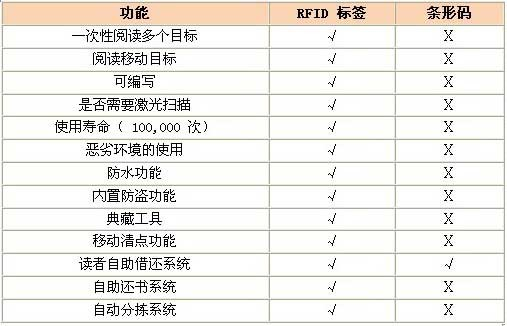 功能 RFID 标签 条形码
一次性阅读多个目标 √ X
阅读移动目标 √ X
可编写 √ X
是否需要激光扫描 √ X
使用寿命( 100,000 次) √ X
恶劣环境的使用 √ X
防水功能 √ X
内置防盗功能 √ X
典藏工具 √ X
移动清点功能 √ X
读者自助借还系统 √ √
自助还书系统 √ X
自动分拣系统 √ X